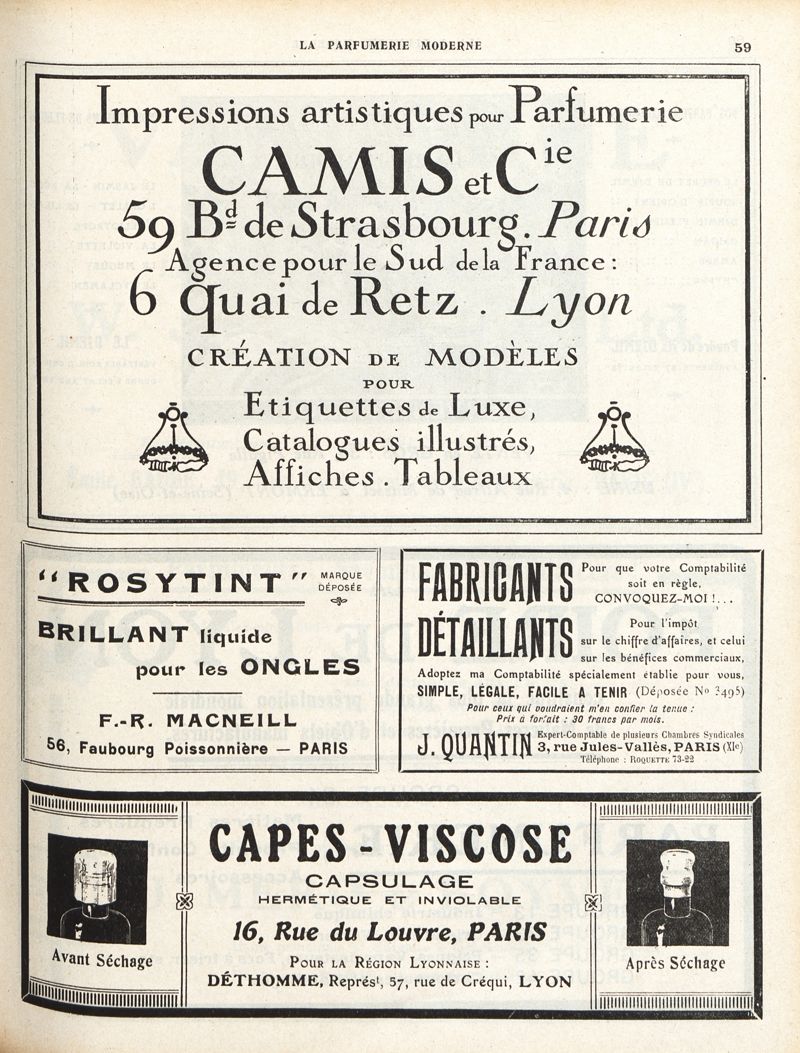 LA PARFUMERIE MODERNE
59
Impressions artistiques pour Parfumerie
CAMIS et Cie
59 Bd de Strasbourg. Paris
Agence pour le Sud de la France :
6 quai de Retz . Lyon
CRÉATION DE MODÈLES
POUR
Etiquettes de Luxe,
Catalogues illustrés,
Affiches . Tableaux
"ROSYTINT"
MARQUE
DÉPOSÉE
BRILLANT liquide
pour les ONGLES
F.-R. MACNEILL
56, Faubourg Poissonnière — PARIS
FABRICANTS
DÉTAILLANTS
Pour que votre Comptabilité
soit en règle,
CONVOQUEZ-MOI !...
Pour l'impôt
sur le chiffre d'affaires, et celui
sur les bénéfices commerciaux,
Adoptez ma Comptabilité spécialement établie pour vous,
SIMPLE, LÉGALE, FACILE A TENIR (Déposée No 3495)
Pour ceux qui voudraient m'en confier la tenue :
Prix à forfait : 30 francs par mois.
J. QUANTIN
Expert-Comptable de plusieurs Chambres Syndicales
3, rue Jules-Vallès, PARIS (XIe)
Téléphone : ROQUETTE 73-22
CAPES-VISCOSE
CAPSULAGE
HERMÉTIQUE ET INVIOLABLE
16, Rue du Louvre, PARIS
POUR LA RÉGION LYONNAISE :
DÉTHOMME, Représt, 57, rue de Créqui, LYON
Avant Séchage
Après Séchage